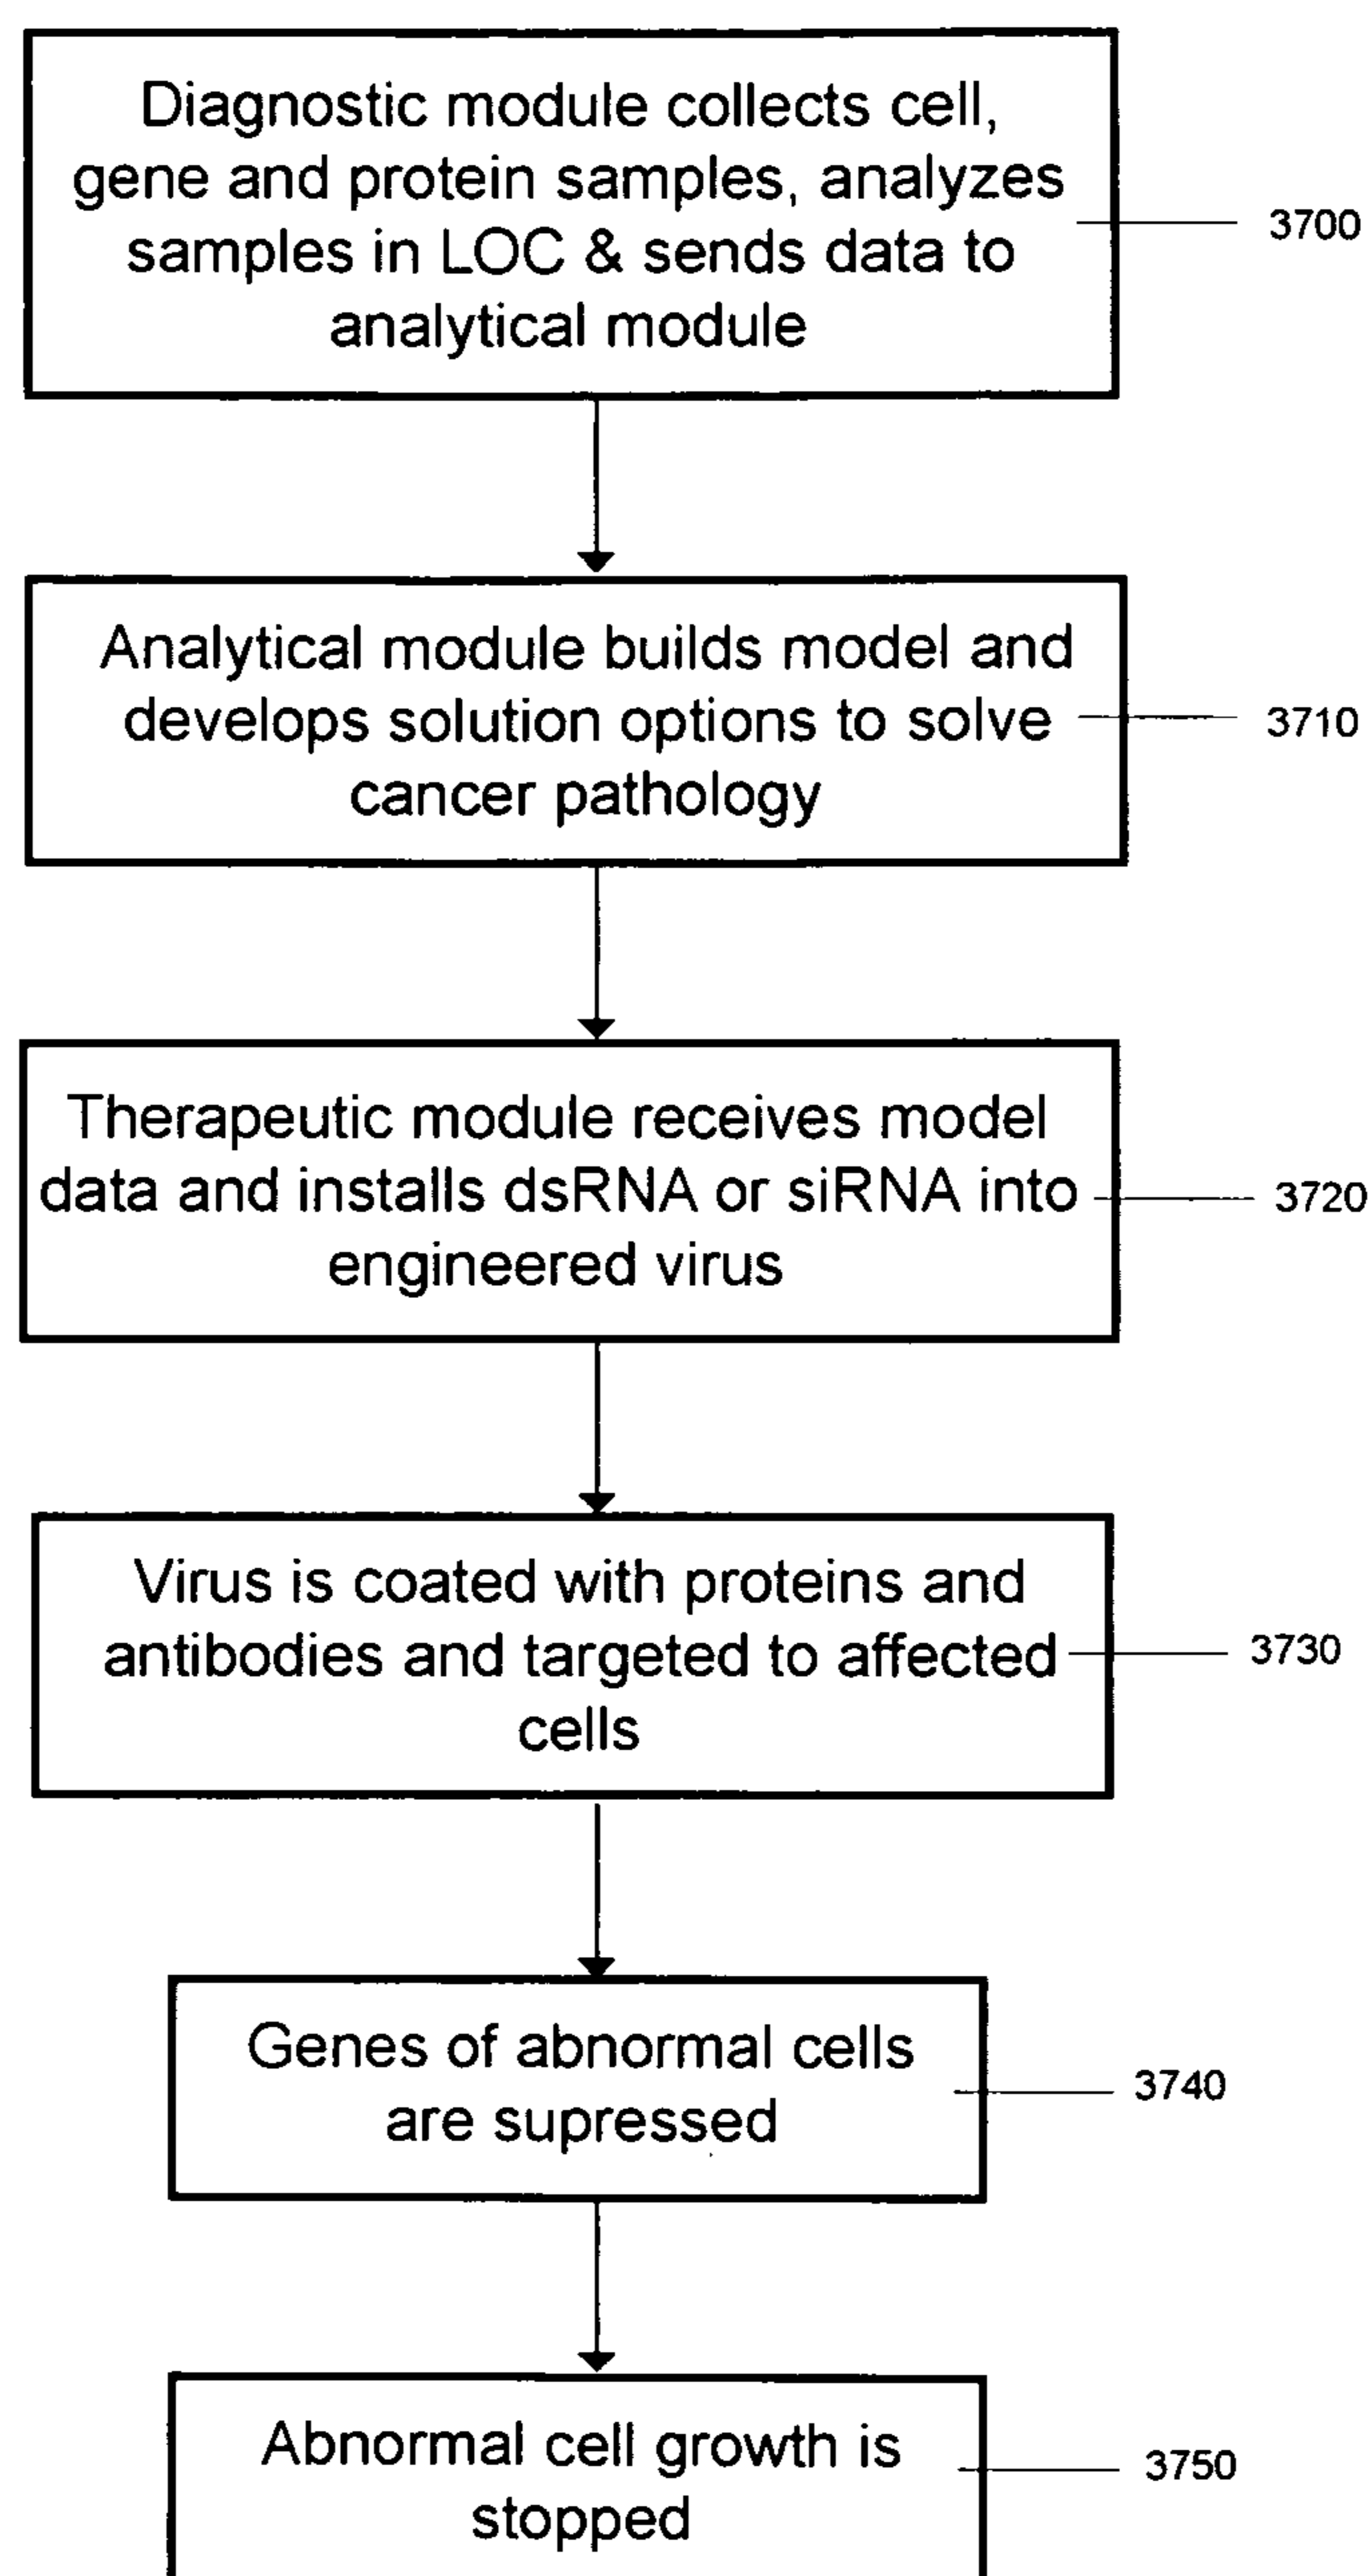 Diagnostic module collects cell,
gene and protein samples, analyzes
samples in LOC & sends data to
analytical module
3700
Analytical module builds model and
develops solution options to solve
cancer pathology
3710
Therapeutic module receives model
data and installs dsRNA or siRNA into
engineered virus
3720
Virus is coated with proteins and
antibodies and targeted to affected
cells
3730
Genes of abnormal cells
are supressed
3740
Abnormal cell growth is
stopped
3750